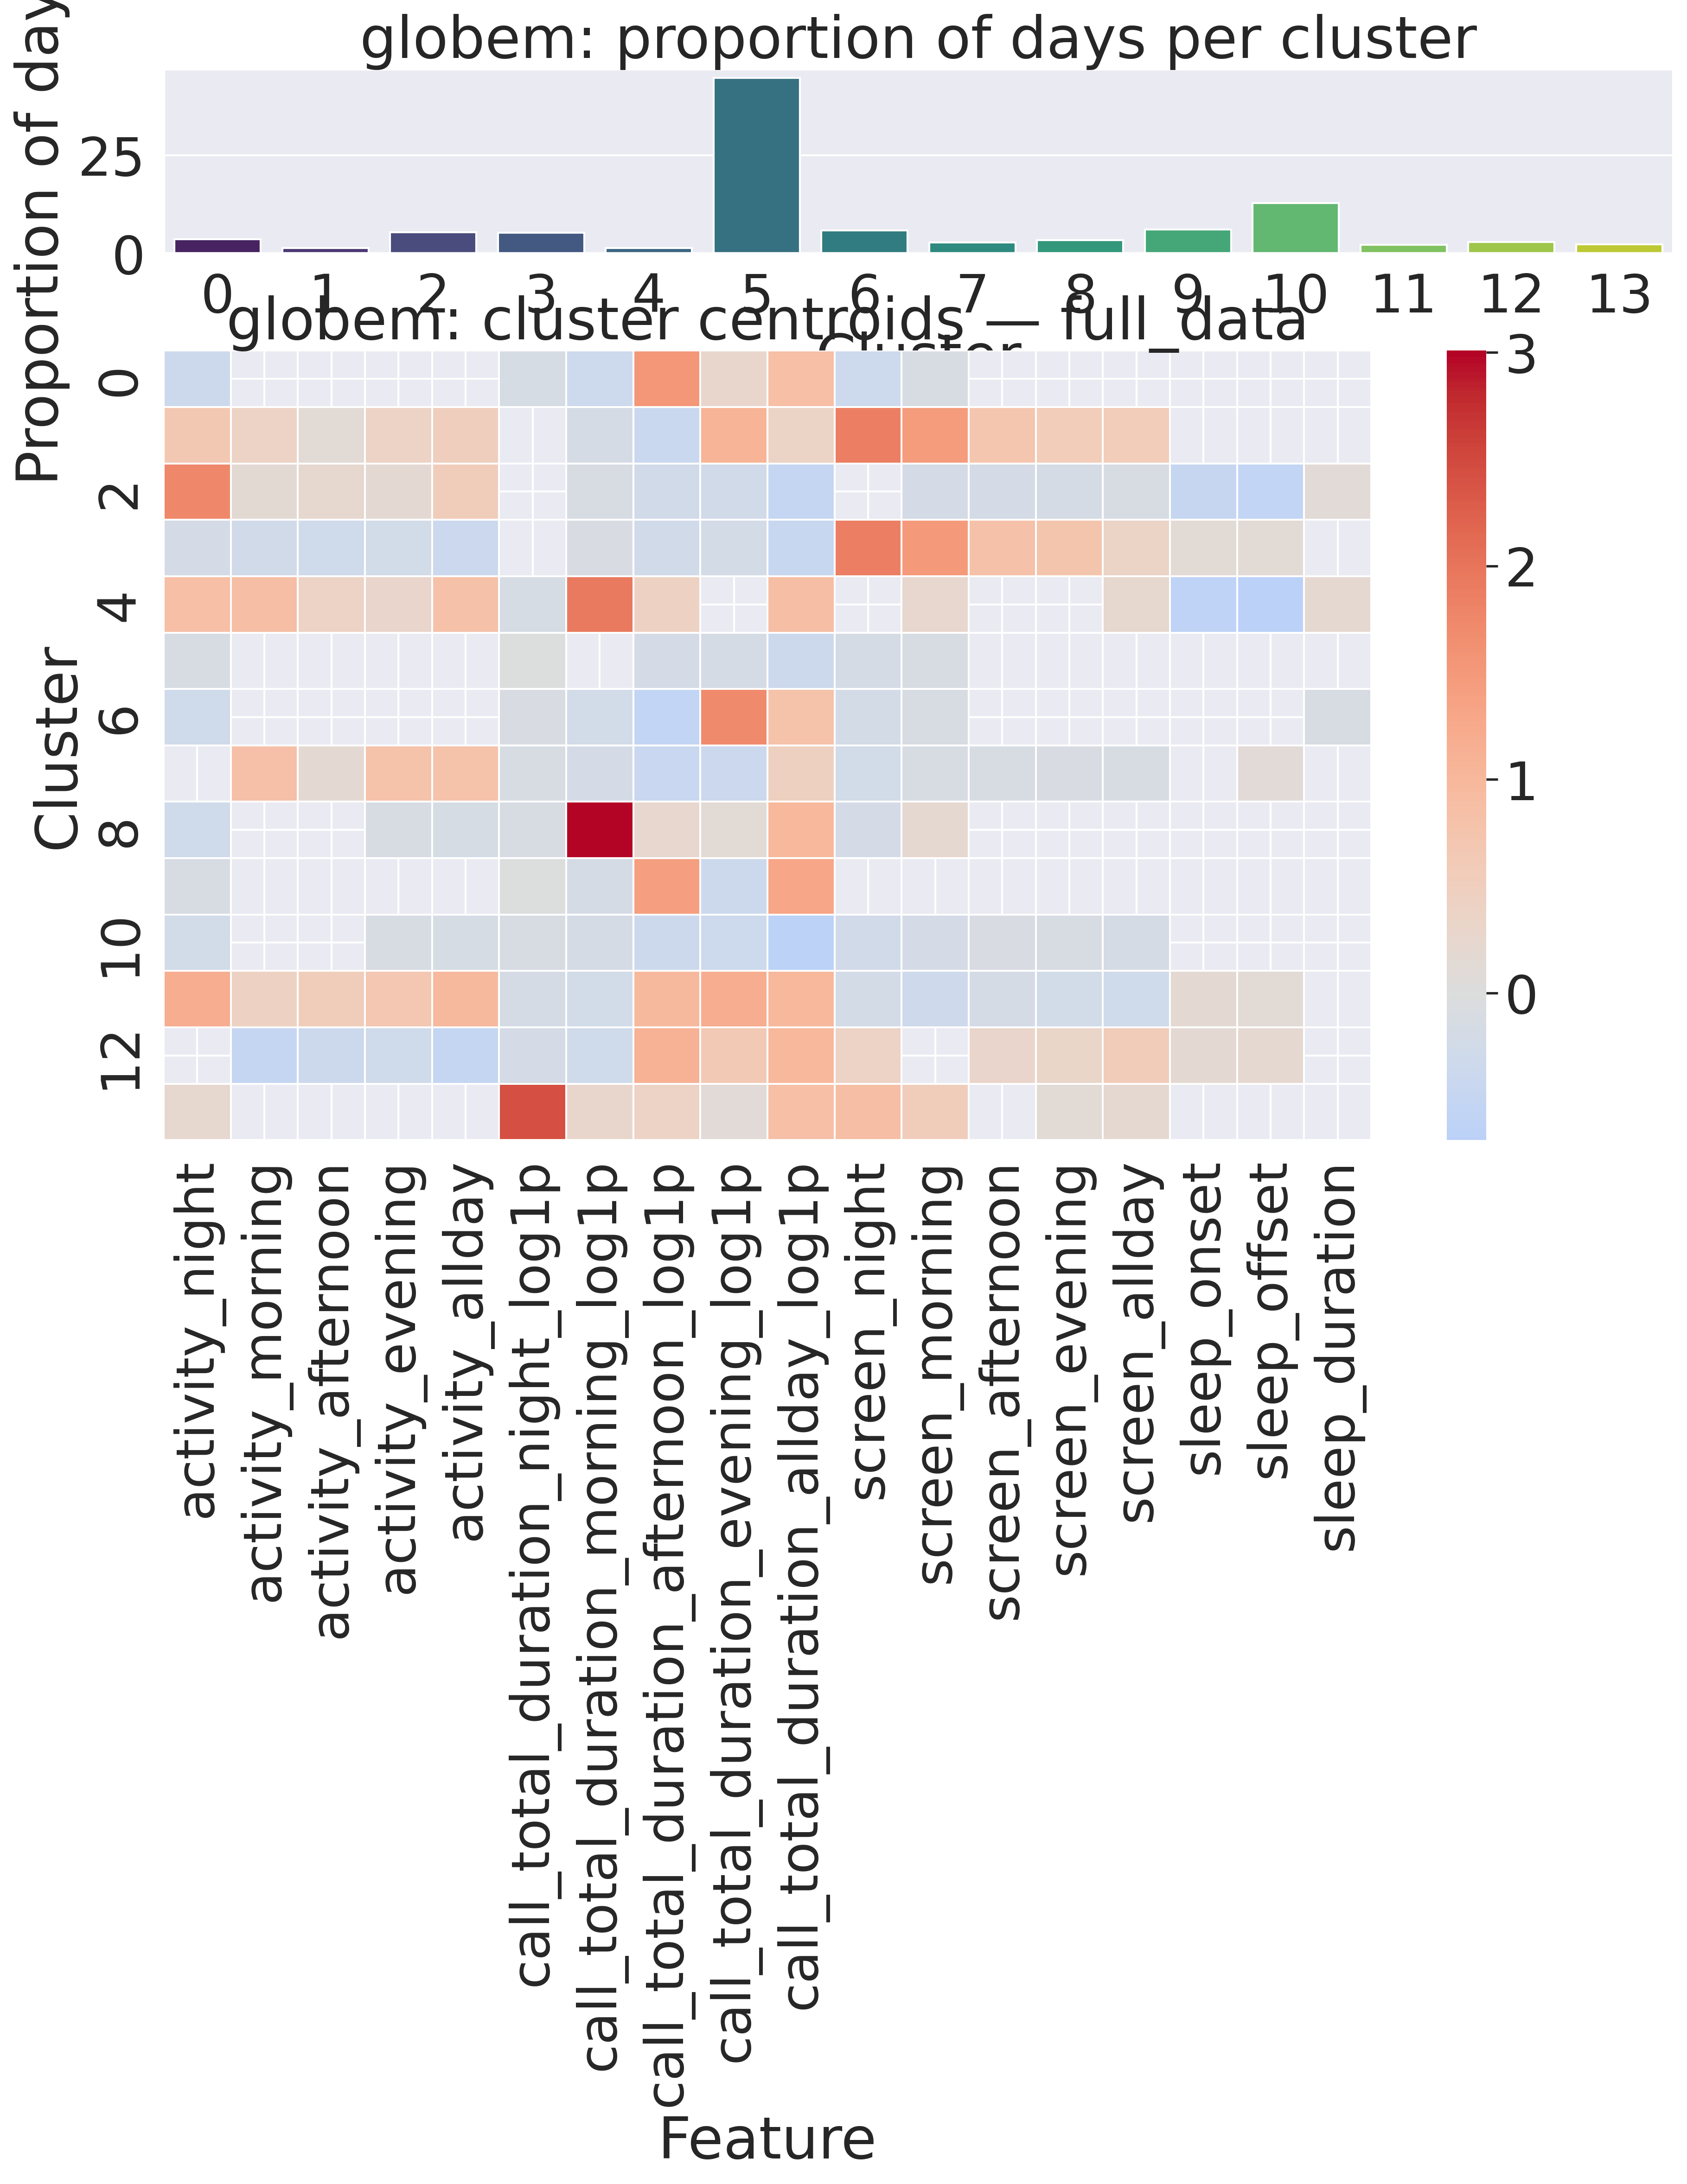 globem: proportion of days per cluster
Proportion of day
25
0
0 1 2 3 4 5 6 7 8 9 10 11 12 13
Cluster
globem: cluster centroids — full_data
Cluster
0
2
4
6
8
10
12
3
2
1
0
activity_night
activity_morning
activity_afternoon
activity_evening
activity_allday
call_total_duration_night_log1p
call_total_duration_morning_log1p
call_total_duration_afternoon_log1p
call_total_duration_evening_log1p
call_total_duration_allday_log1p
screen_night
screen_morning
screen_afternoon
screen_evening
screen_allday
sleep_onset
sleep_offset
sleep_duration
Feature